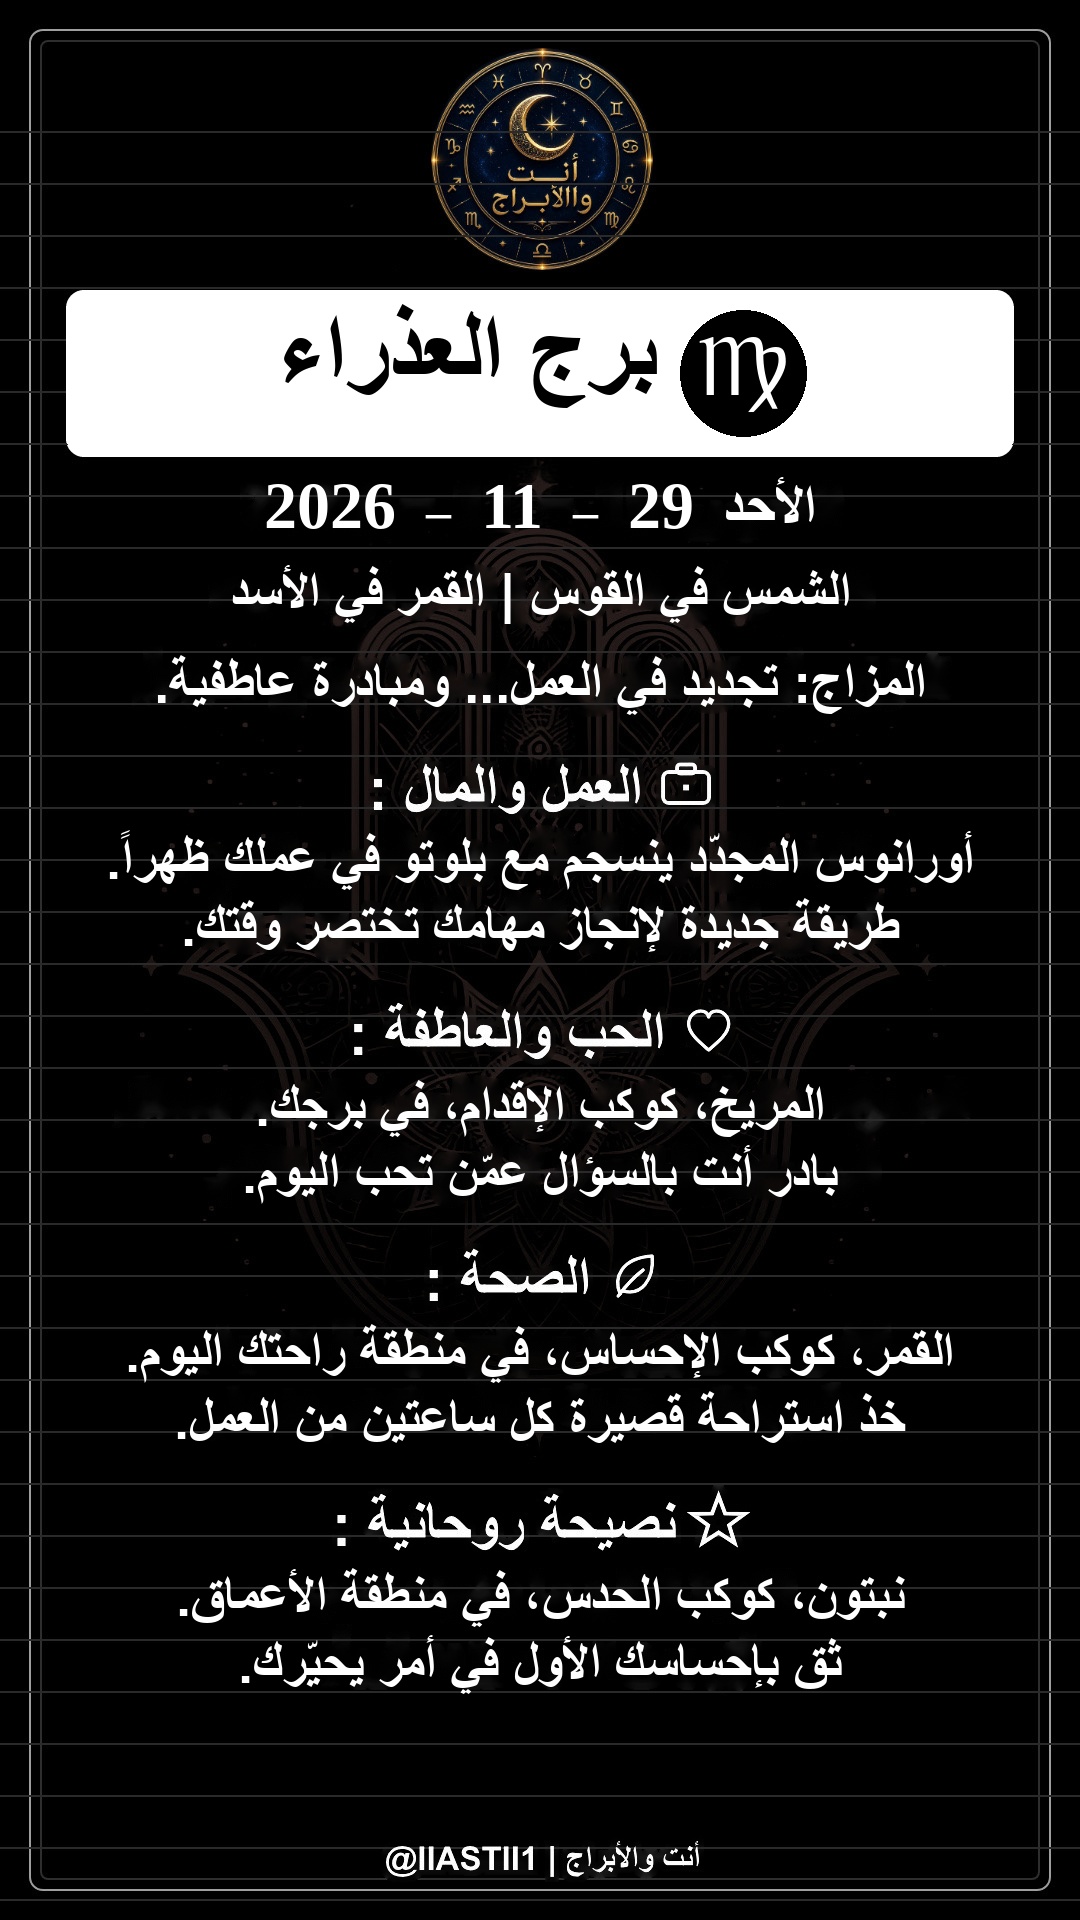 أنت
واالآبراج
برج العذراء
الأحد 29 – 11 – 2026
الشمس في القوس | القمر في الأسد
المزاج: تجديد في العمل... ومبادرة عاطفية.
العمل والمال :
أورانوس المجدّد ينسجم مع بلوتو في عملك ظهراً.
طريقة جديدة لإنجاز مهامك تختصر وقتك.
الحب والعاطفة :
المريخ، كوكب الإقدام، في برجك.
بادر أنت بالسؤال عمّن تحب اليوم.
الصحة :
القمر، كوكب الإحساس، في منطقة راحتك اليوم.
خذ استراحة قصيرة كل ساعتين من العمل.
نصيحة روحانية :
نبتون، كوكب الحدس، في منطقة الأعماق.
ثق بإحساسك الأول في أمر يحيّرك.
أنت والأبراج | @IIASTII1